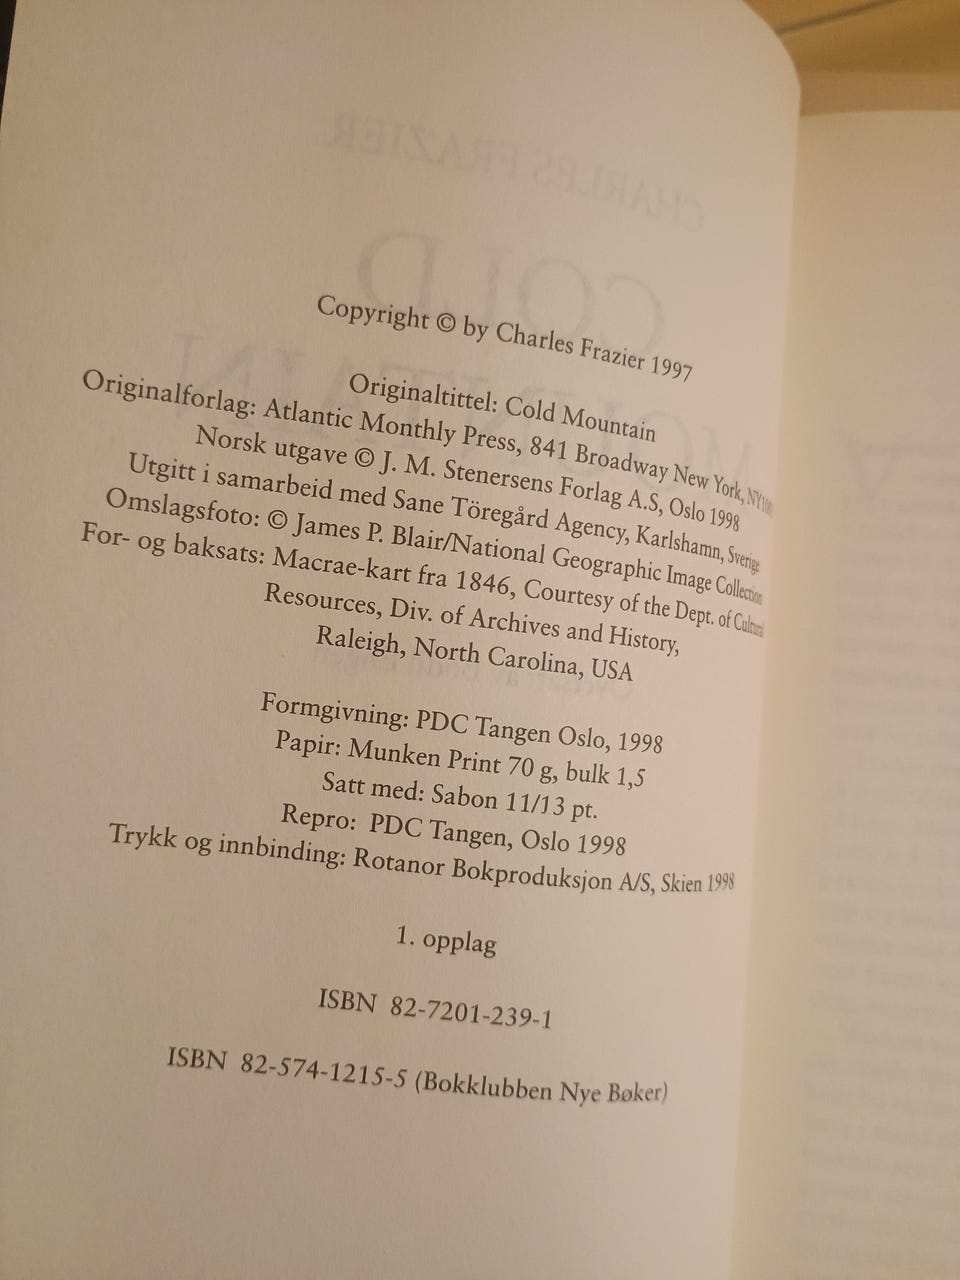 Copyright © by Charles Frazier 1997
Originaltittel: Cold Mountain
Originalforlag: Atlantic Monthly Press, 841 Broadway New York,
Norsk utgave © J. M. Stenersens Forlag A.S, Oslo 1998
Utgitt i samarbeid med Sane Töregård Agency, Karlshamn, Sverige
Omslagsfoto: © James P. Blair/National Geographic Image Collection
For- og baksats: Macrae-kart fra 1846, Courtesy of the Dept. of Cultural
Resources, Div. of Archives and History,
Raleigh, North Carolina, USA
Formgivning: PDC Tangen Oslo, 1998
Papir: Munken Print 70 g, bulk 1,5
Satt med: Sabon 11/13 pt.
Repro: PDC Tangen, Oslo 1998
Trykk og innbinding: Rotanor Bokproduksjon A/S, Skien 1998
1. opplag
ISBN 82-7201-239-1
ISBN 82-574-1215-5 (Bokklubben Nye Bøker)